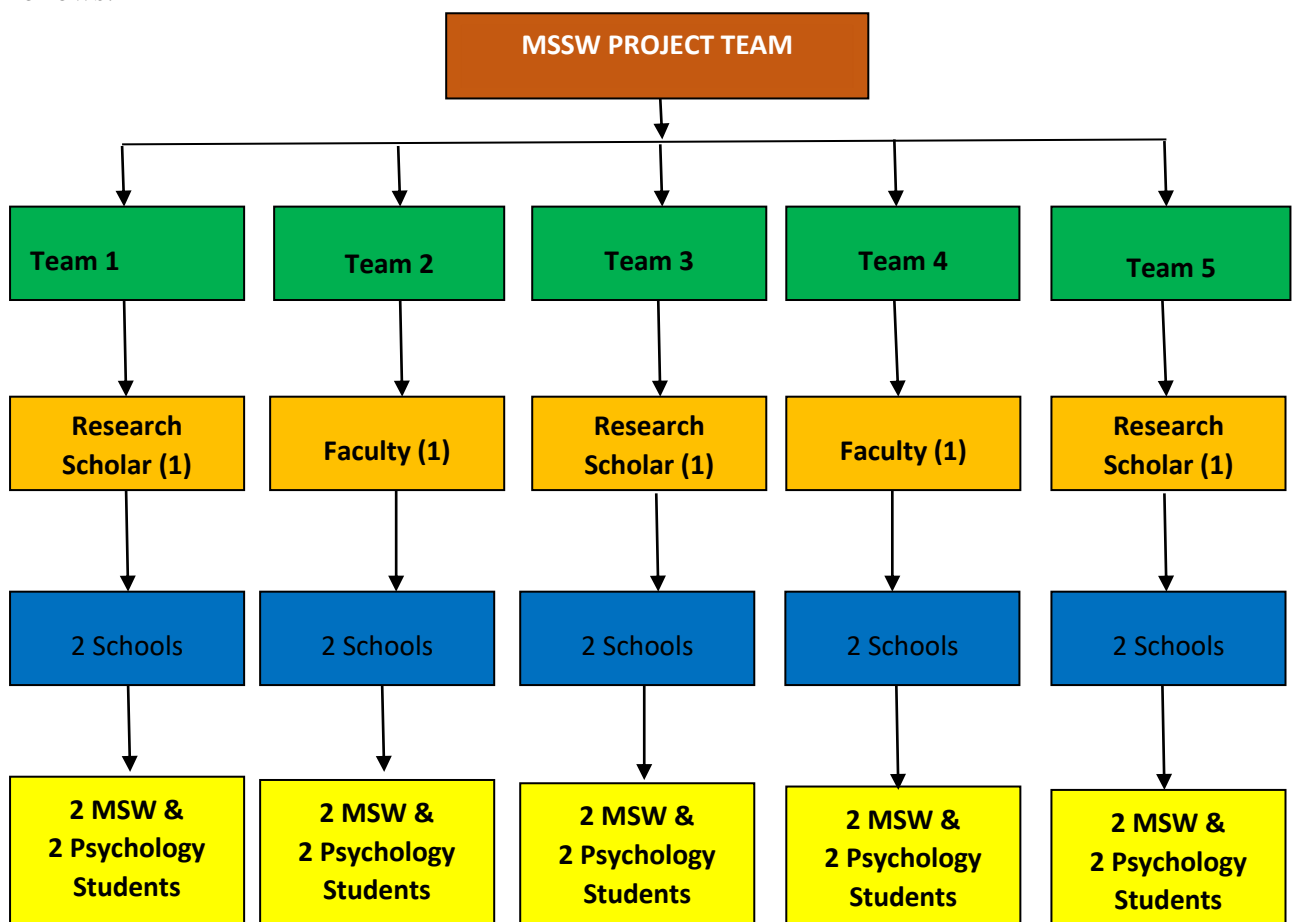 MSSW PROJECT TEAM
Team 1
Team 2
Team 3
Team 4
Team 5
Research
Scholar (1)
Faculty (1)
Research
Scholar (1)
Faculty (1)
Research
Scholar (1)
2 Schools
2 Schools
2 Schools
2 Schools
2 Schools
2 MSW &
2 Psychology
Students
2 MSW &
2 Psychology
Students
2 MSW &
2 Psychology
Students
2 MSW &
2 Psychology
Students
2 MSW &
2 Psychology
Students